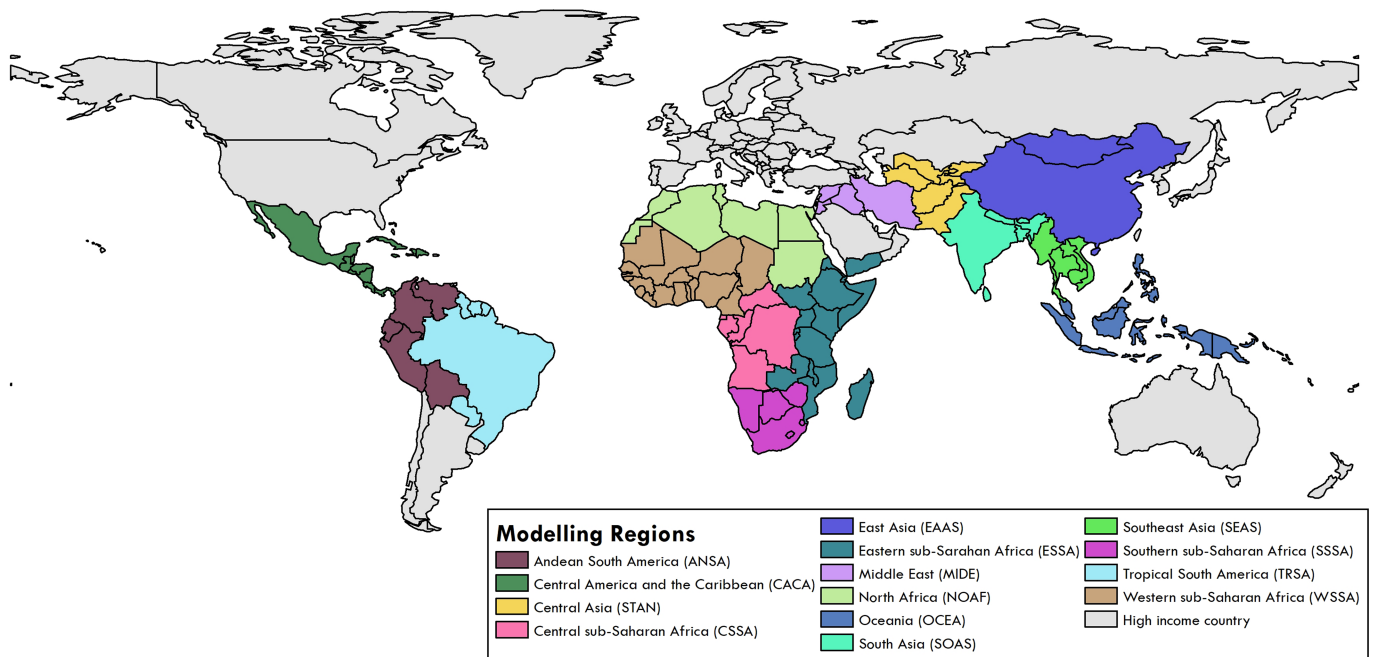 Modelling Regions
Andean South America (ANSA)
Central America and the Caribbean (CACA)
Central Asia (STAN)
Central sub-Saharan Africa (CSSA)
East Asia (EAAS)
Eastern sub-Sarahan Africa (ESSA)
Middle East (MIDE)
North Africa (NOAF)
Oceania (OCEA)
South Asia (SOAS)
Southeast Asia (SEAS)
Southern sub-Saharan Africa (SSSA)
Tropical South America (TRSA)
Western sub-Saharan Africa (WSSA)
High income country